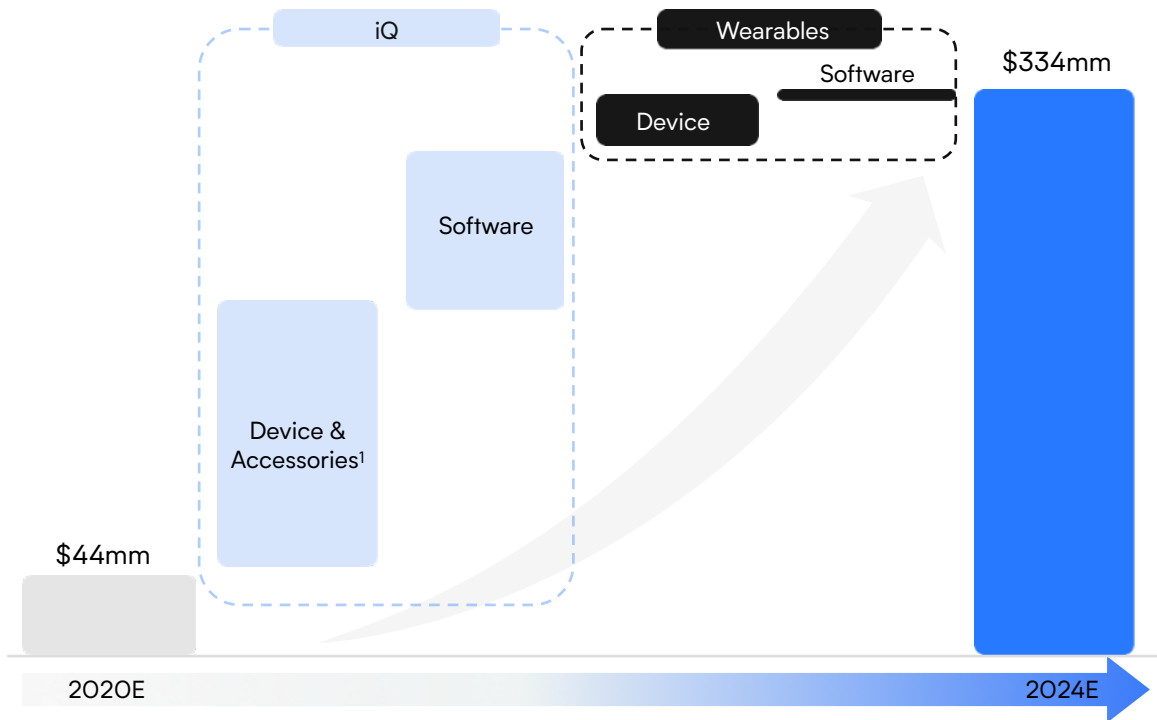 iQ
Wearables
Software
$334mm
Device
Software
Device &
Accessories¹
$44mm
2020E
2024E